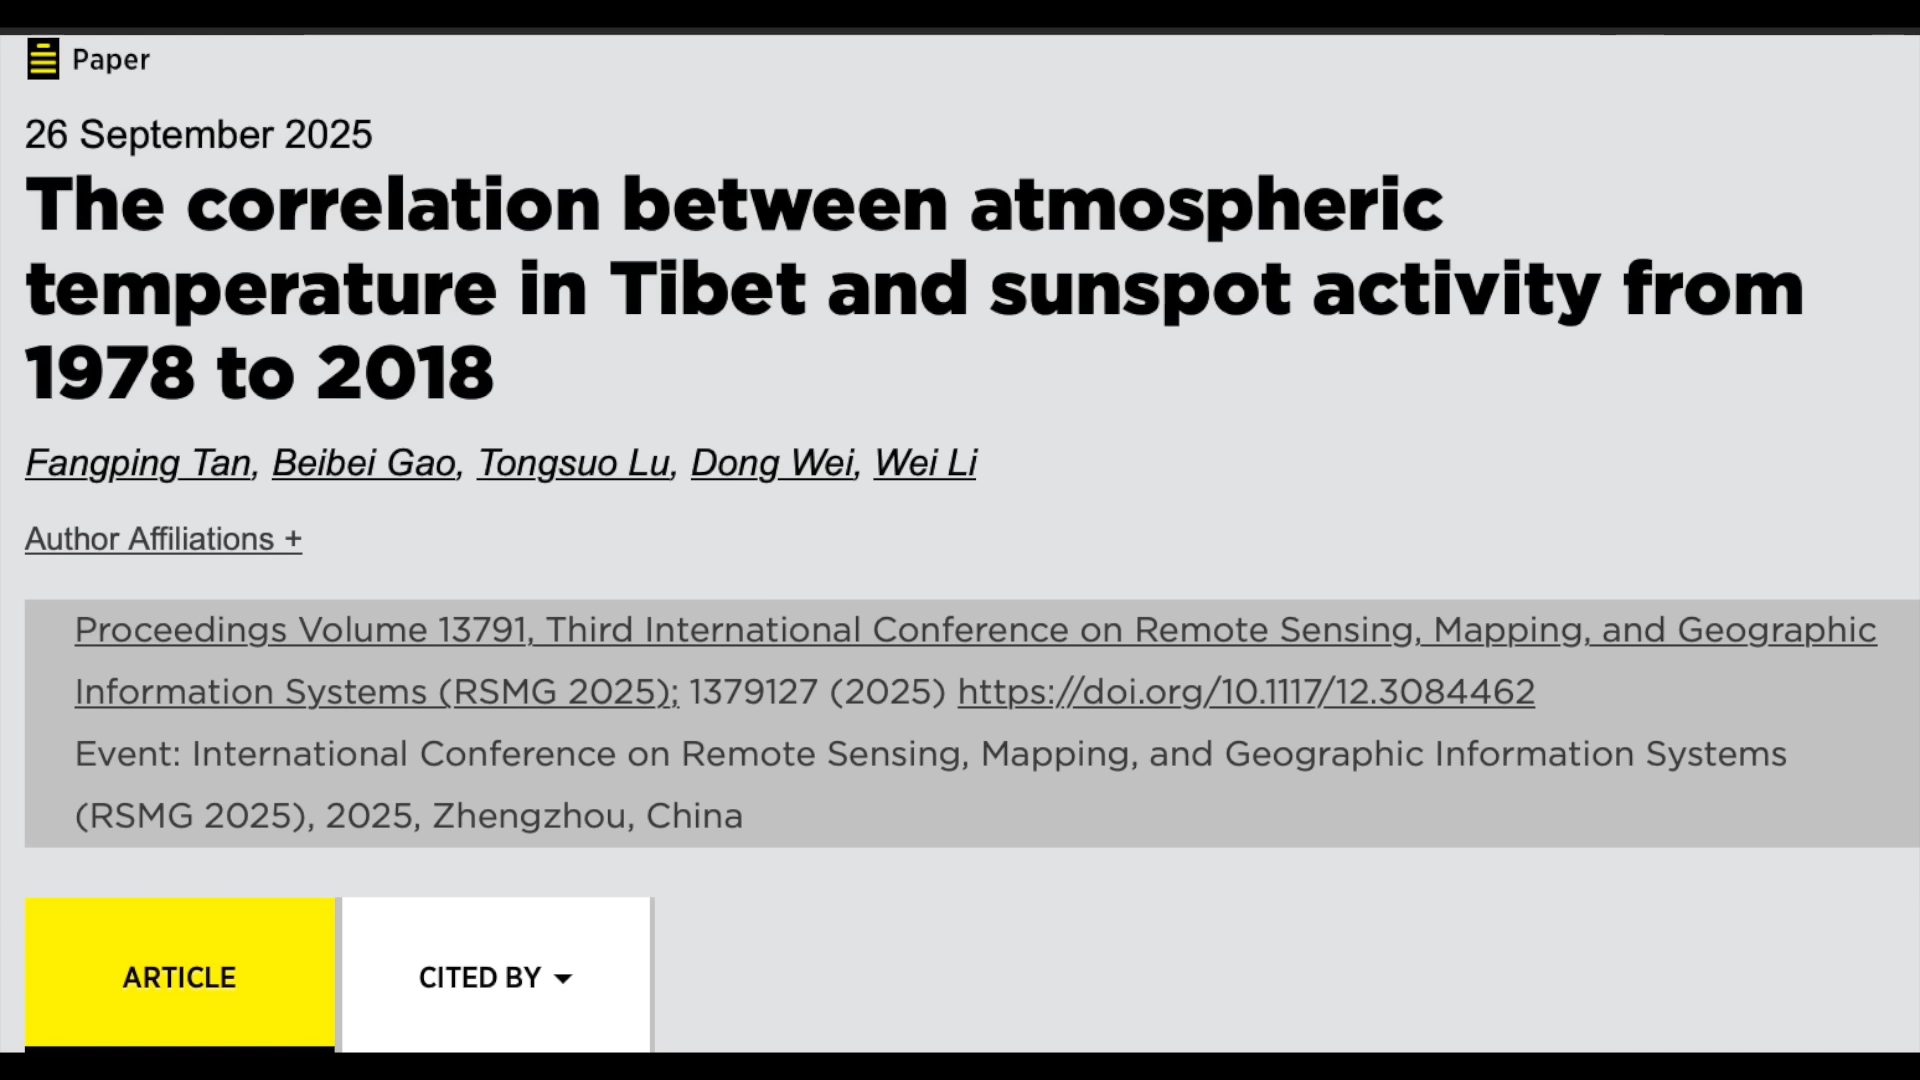 Paper
26 September 2025
The correlation between atmospheric
temperature in Tibet and sunspot activity from
1978 to 2018
Fangping Tan, Beibei Gao, Tongsuo Lu, Dong Wei, Wei Li
Author Affiliations +
Proceedings Volume 13791, Third International Conference on Remote Sensing, Mapping, and Geographic
Information Systems (RSMG 2025); 1379127 (2025) https://doi.org/10.1117/12.3084462
Event: International Conference on Remote Sensing, Mapping, and Geographic Information Systems
(RSMG 2025), 2025, Zhengzhou, China
ARTICLE
CITED BY